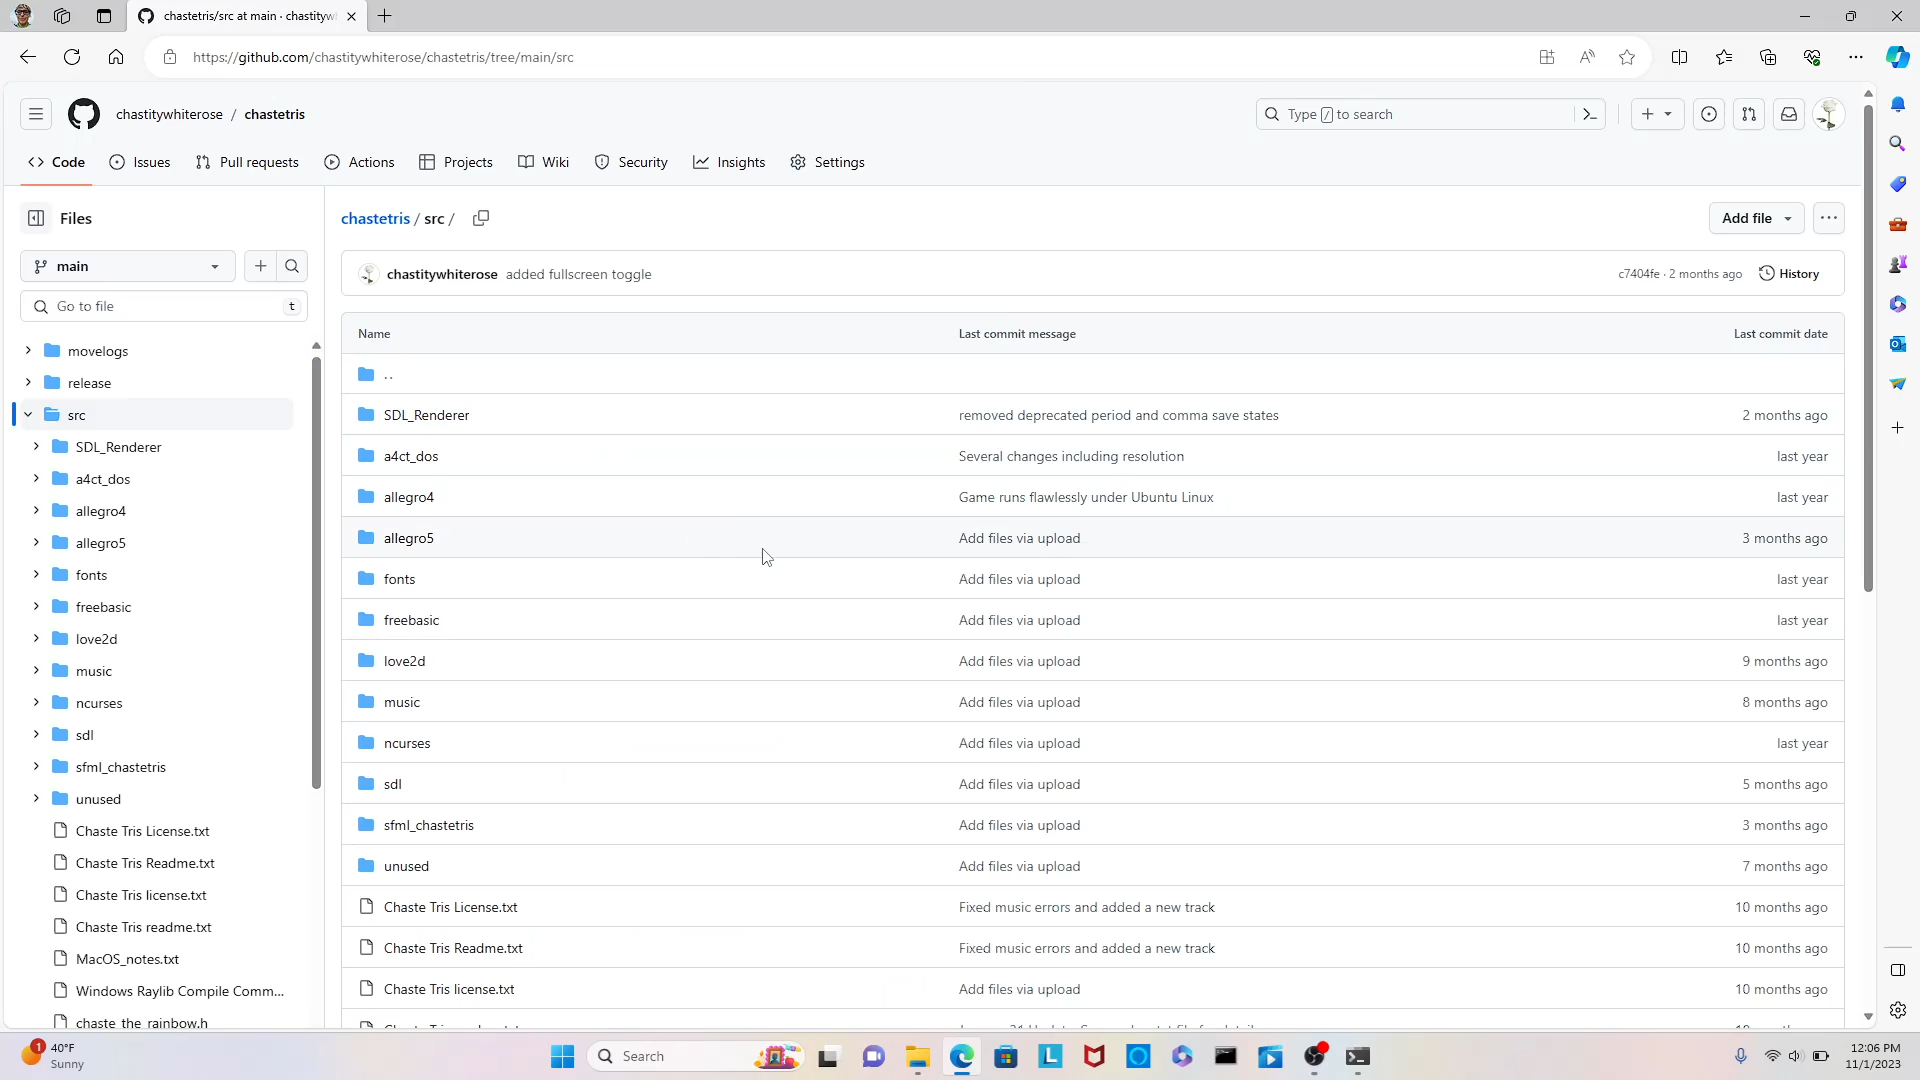 chastetris/src at main · chastityw
https://github.com/chastitywhiterose/chastetris/tree/main/src
chastitywhiterose / chastetris
Type / to search
Code Issues Pull requests Actions Projects Wiki Security Insights Settings
Files
chastetris / src /
Add file
main
chastitywhiterose added fullscreen toggle
c7404fe · 2 months ago
History
Go to file
t
movelogs
release
src
SDL_Renderer
a4ct_dos
allegro4
allegro5
fonts
freebasic
love2d
music
ncurses
sdl
sfml_chastetris
unused
Chaste Tris License.txt
Chaste Tris Readme.txt
Chaste Tris license.txt
Chaste Tris readme.txt
MacOS_notes.txt
Windows Raylib Compile Comm...
chaste_the_rainbow.h
Name Last commit message Last commit date
..
SDL_Renderer removed deprecated period and comma save states 2 months ago
a4ct_dos Several changes including resolution last year
allegro4 Game runs flawlessly under Ubuntu Linux last year
allegro5 Add files via upload 3 months ago
fonts Add files via upload last year
freebasic Add files via upload last year
love2d Add files via upload 9 months ago
music Add files via upload 8 months ago
ncurses Add files via upload last year
sdl Add files via upload 5 months ago
sfml_chastetris Add files via upload 3 months ago
unused Add files via upload 7 months ago
Chaste Tris License.txt Fixed music errors and added a new track 10 months ago
Chaste Tris Readme.txt Fixed music errors and added a new track 10 months ago
Chaste Tris license.txt Add files via upload 10 months ago
1
40°F
Sunny
Search
L
12:06 PM
11/1/2023